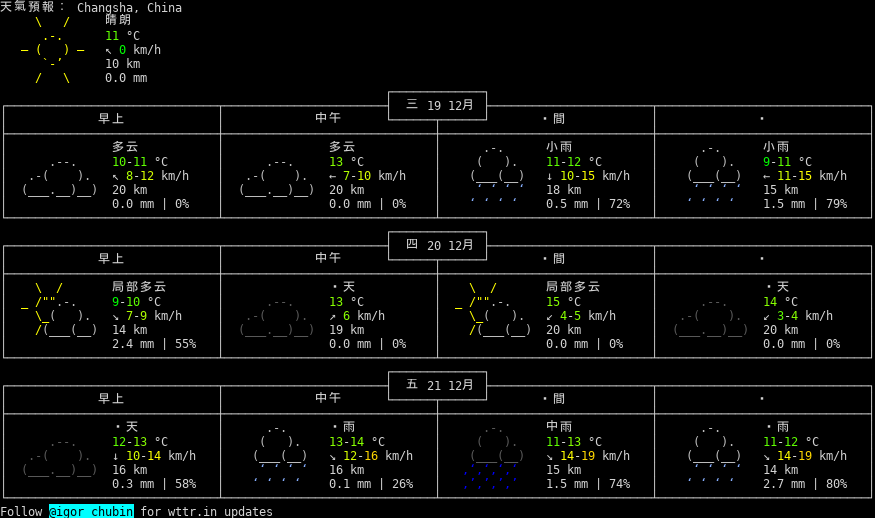 天氣預報： Changsha, China
晴朗
11 °C
↖ 0 km/h
10 km
0.0 mm
三 19 12月
早上 中午 ・間 ・
多云 多云 小雨 小雨
10-11 °C 13 °C 11-12 °C 9-11 °C
↖ 8-12 km/h ← 7-10 km/h ↓ 10-15 km/h ← 11-15 km/h
20 km 20 km 18 km 15 km
0.0 mm | 0% 0.0 mm | 0% 0.5 mm | 72% 1.5 mm | 79%
四 20 12月
早上 中午 ・間 ・
局部多云 ・天 局部多云 ・天
9-10 °C 13 °C 15 °C 14 °C
↘ 7-9 km/h ↗ 6 km/h ↙ 4-5 km/h ↙ 3-4 km/h
14 km 19 km 20 km 20 km
2.4 mm | 55% 0.0 mm | 0% 0.0 mm | 0% 0.0 mm | 0%
五 21 12月
早上 中午 ・間 ・
・天 ・雨 中雨 ・雨
12-13 °C 13-14 °C 11-13 °C 11-12 °C
↓ 10-14 km/h ↘ 12-16 km/h ↘ 14-19 km/h ↘ 14-19 km/h
16 km 16 km 15 km 14 km
0.3 mm | 58% 0.1 mm | 26% 1.5 mm | 74% 2.7 mm | 80%
Follow @igor_chubin for wttr.in updates